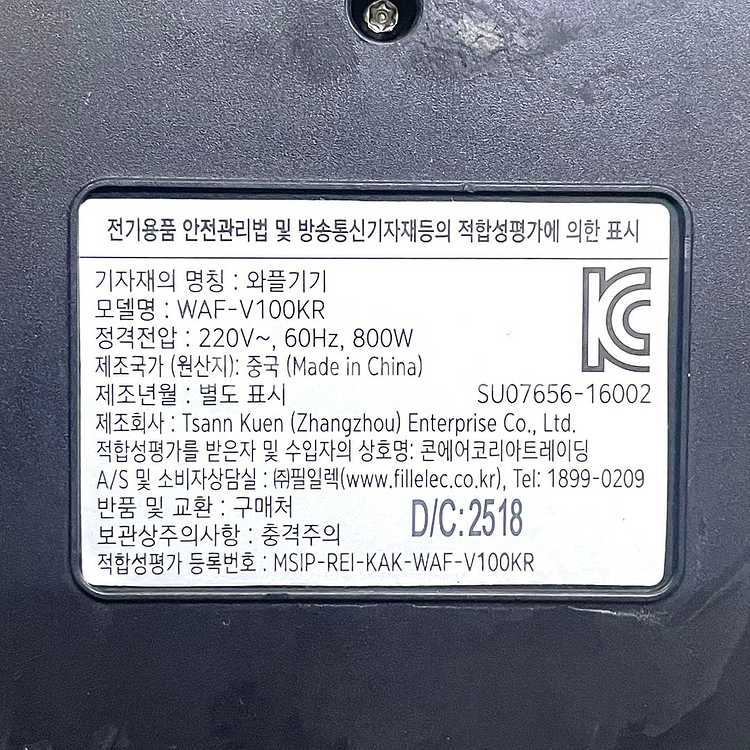 전기용품 안전관리법 및 방송통신기자재등의 적합성평가에 의한 표시
기자재의 명칭 : 와플기기
모델명 : WAF-V100KR
정격전압 : 220V~, 60Hz, 800W
제조국가 (원산지): 중국 (Made in China)
제조년월 : 별도 표시
KC
SU07656-16002
제조회사 : Tsann Kuen (Zhangzhou) Enterprise Co., Ltd.
적합성평가를 받은자 및 수입자의 상호명: 콘에어코리아트레이딩
A/S 및 소비자상담실 : ㈜필일렉(www.fillelec.co.kr), Tel: 1899-0209
반품 및 교환 : 구매처
D/C:2518
보관상주의사항 : 충격주의
적합성평가 등록번호 : MSIP-REI-KAK-WAF-V100KR